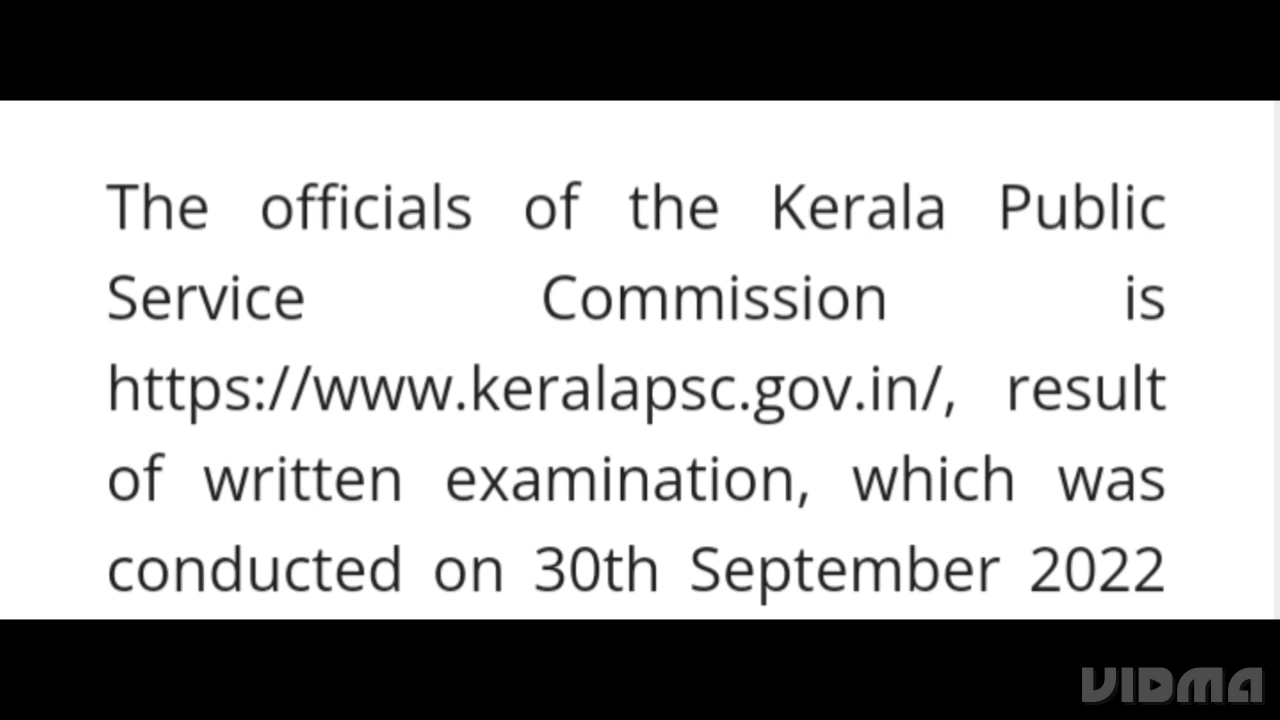 The officials of the Kerala Public
Service Commission is
https://www.keralapsc.gov.in/, result
of written examination, which was
conducted on 30th September 2022
VIDMA